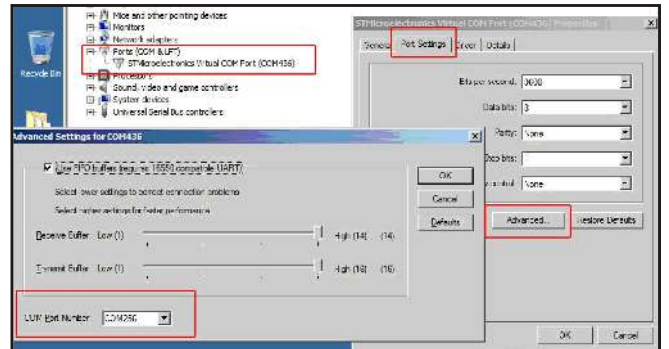 Mice and other pointing devices
Monitors
Network adapters
Ports (COM & LPT)
STMicroelectronics Virtual COM Port (COM436)
Processors
Sound, video and game controllers
System devices
Universal Serial Bus controllers
Recycle Bin
STMicroelectronics Virtual COM Port (COM436) Properties
General
Port Settings
Driver
Details
Bits per second:
9600
Data bits:
8
Parity:
None
Stop bits:
control
None
Advanced...
Restore Defaults
OK
Cancel
Advanced Settings for COM436
Use FIFO buffers (requires 16550 compatible UART)
Select lower settings to correct connection problems
Select higher settings for faster performance
Receive Buffer: Low (1)
High (14)
(14)
Transmit Buffer: Low (1)
High (16)
(16)
COM Port Number:
COM256
OK
Cancel
Defaults